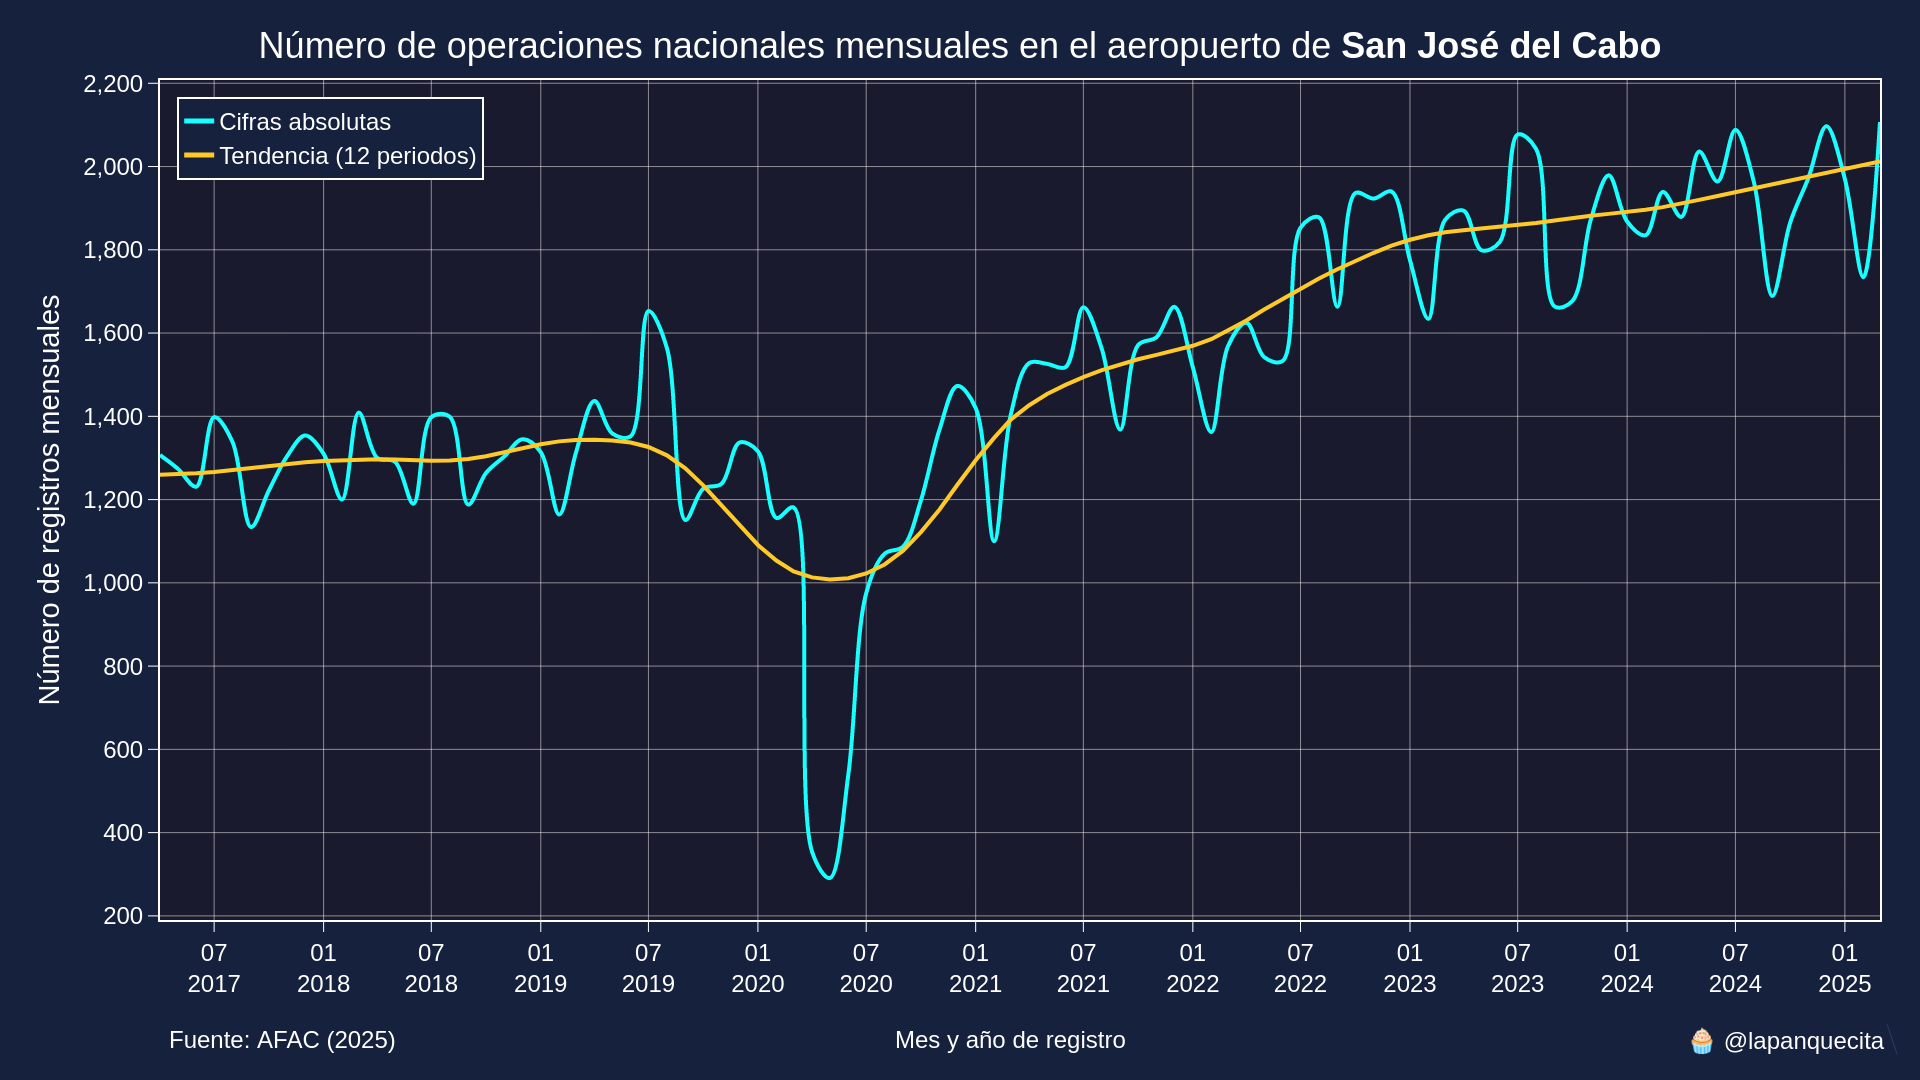 Número de operaciones nacionales mensuales en el aeropuerto de San José del Cabo
Cifras absolutas
Tendencia (12 periodos)
Número de registros mensuales
2,200
2,000
1,800
1,600
1,400
1,200
1,000
800
600
400
200
07 01 07 01 07 01 07 01 07 01 07 01 07 01 07 01
2017 2018 2018 2019 2019 2020 2020 2021 2021 2022 2022 2023 2023 2024 2024 2025
Fuente: AFAC (2025)
Mes y año de registro
🧁 @lapanquecita